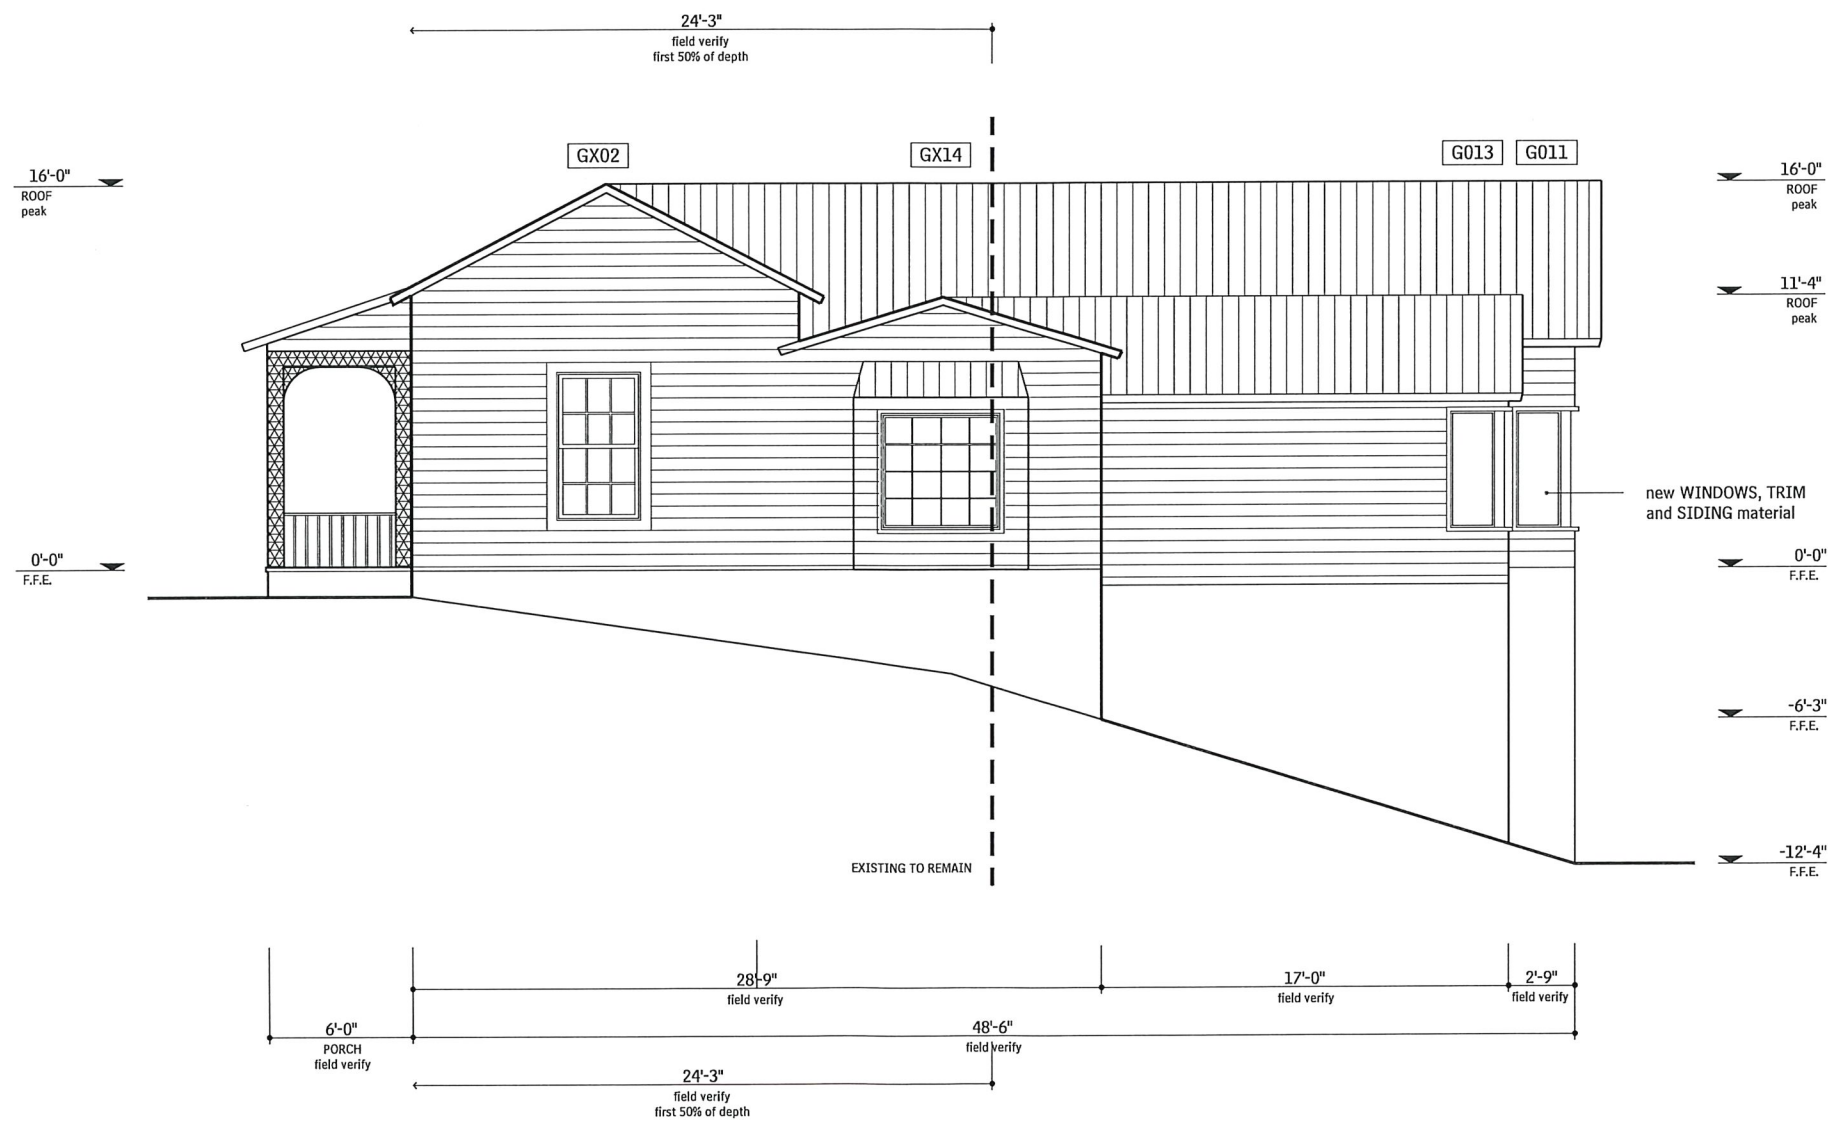 24'-3"
field verify
first 50% of depth
GX02
GX14
G013
G011
16'-0"
ROOF
peak
16'-0"
ROOF
peak
11'-4"
ROOF
peak
new WINDOWS, TRIM
and SIDING material
0'-0"
F.F.E.
0'-0"
F.F.E.
-6'-3"
F.F.E.
EXISTING TO REMAIN
-12'-4"
F.F.E.
28'-9"
field verify
17'-0"
field verify
2'-9"
field verify
6'-0"
PORCH
field verify
48'-6"
field verify
24'-3"
field verify
first 50% of depth